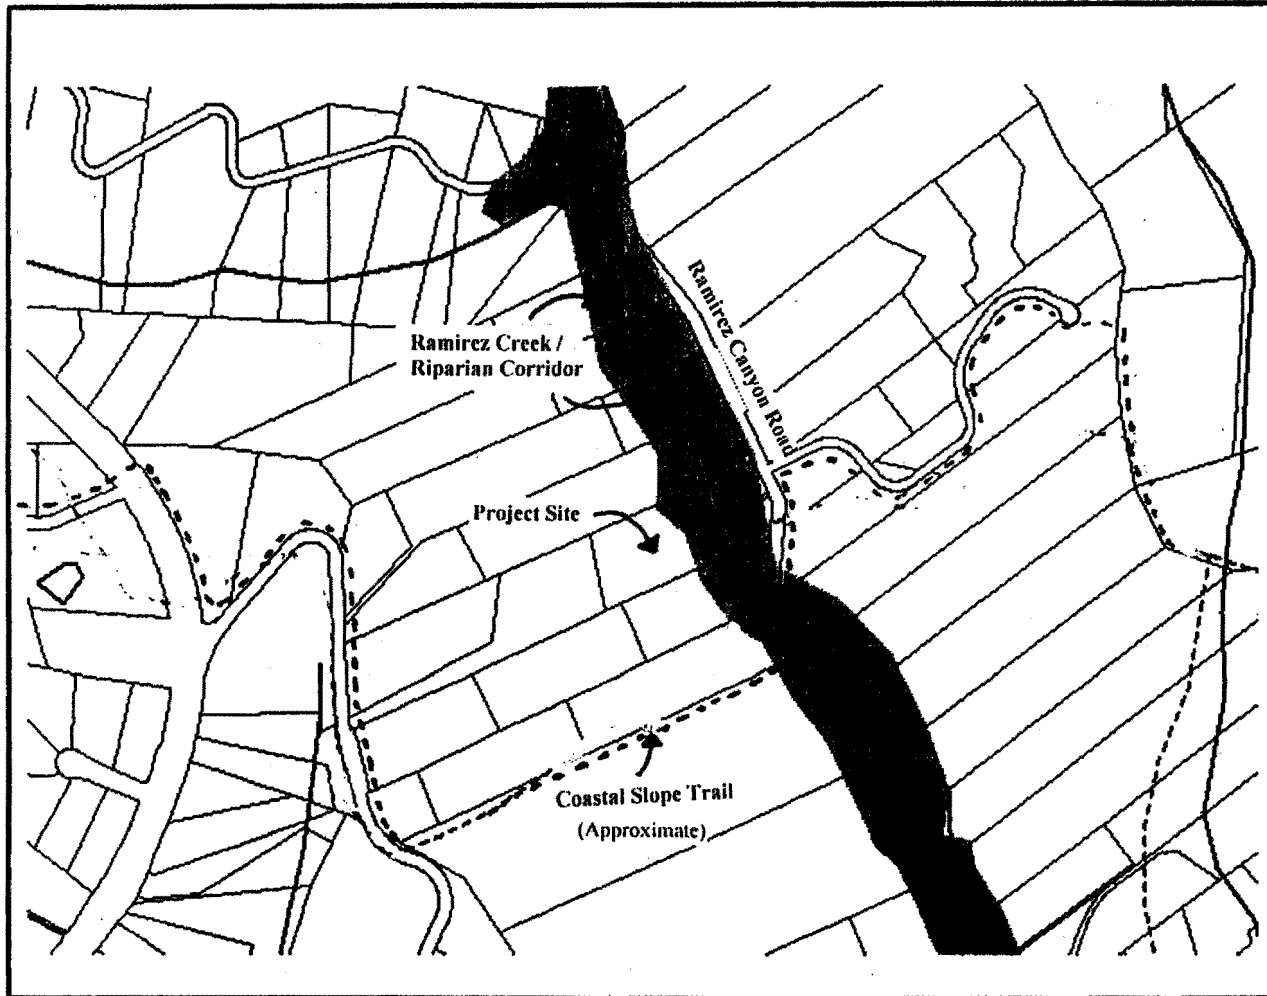 Ramirez Canyon Road
Ramirez Creek /
Riparian Corridor
Project Site
Coastal Slope Trail
(Approximate)